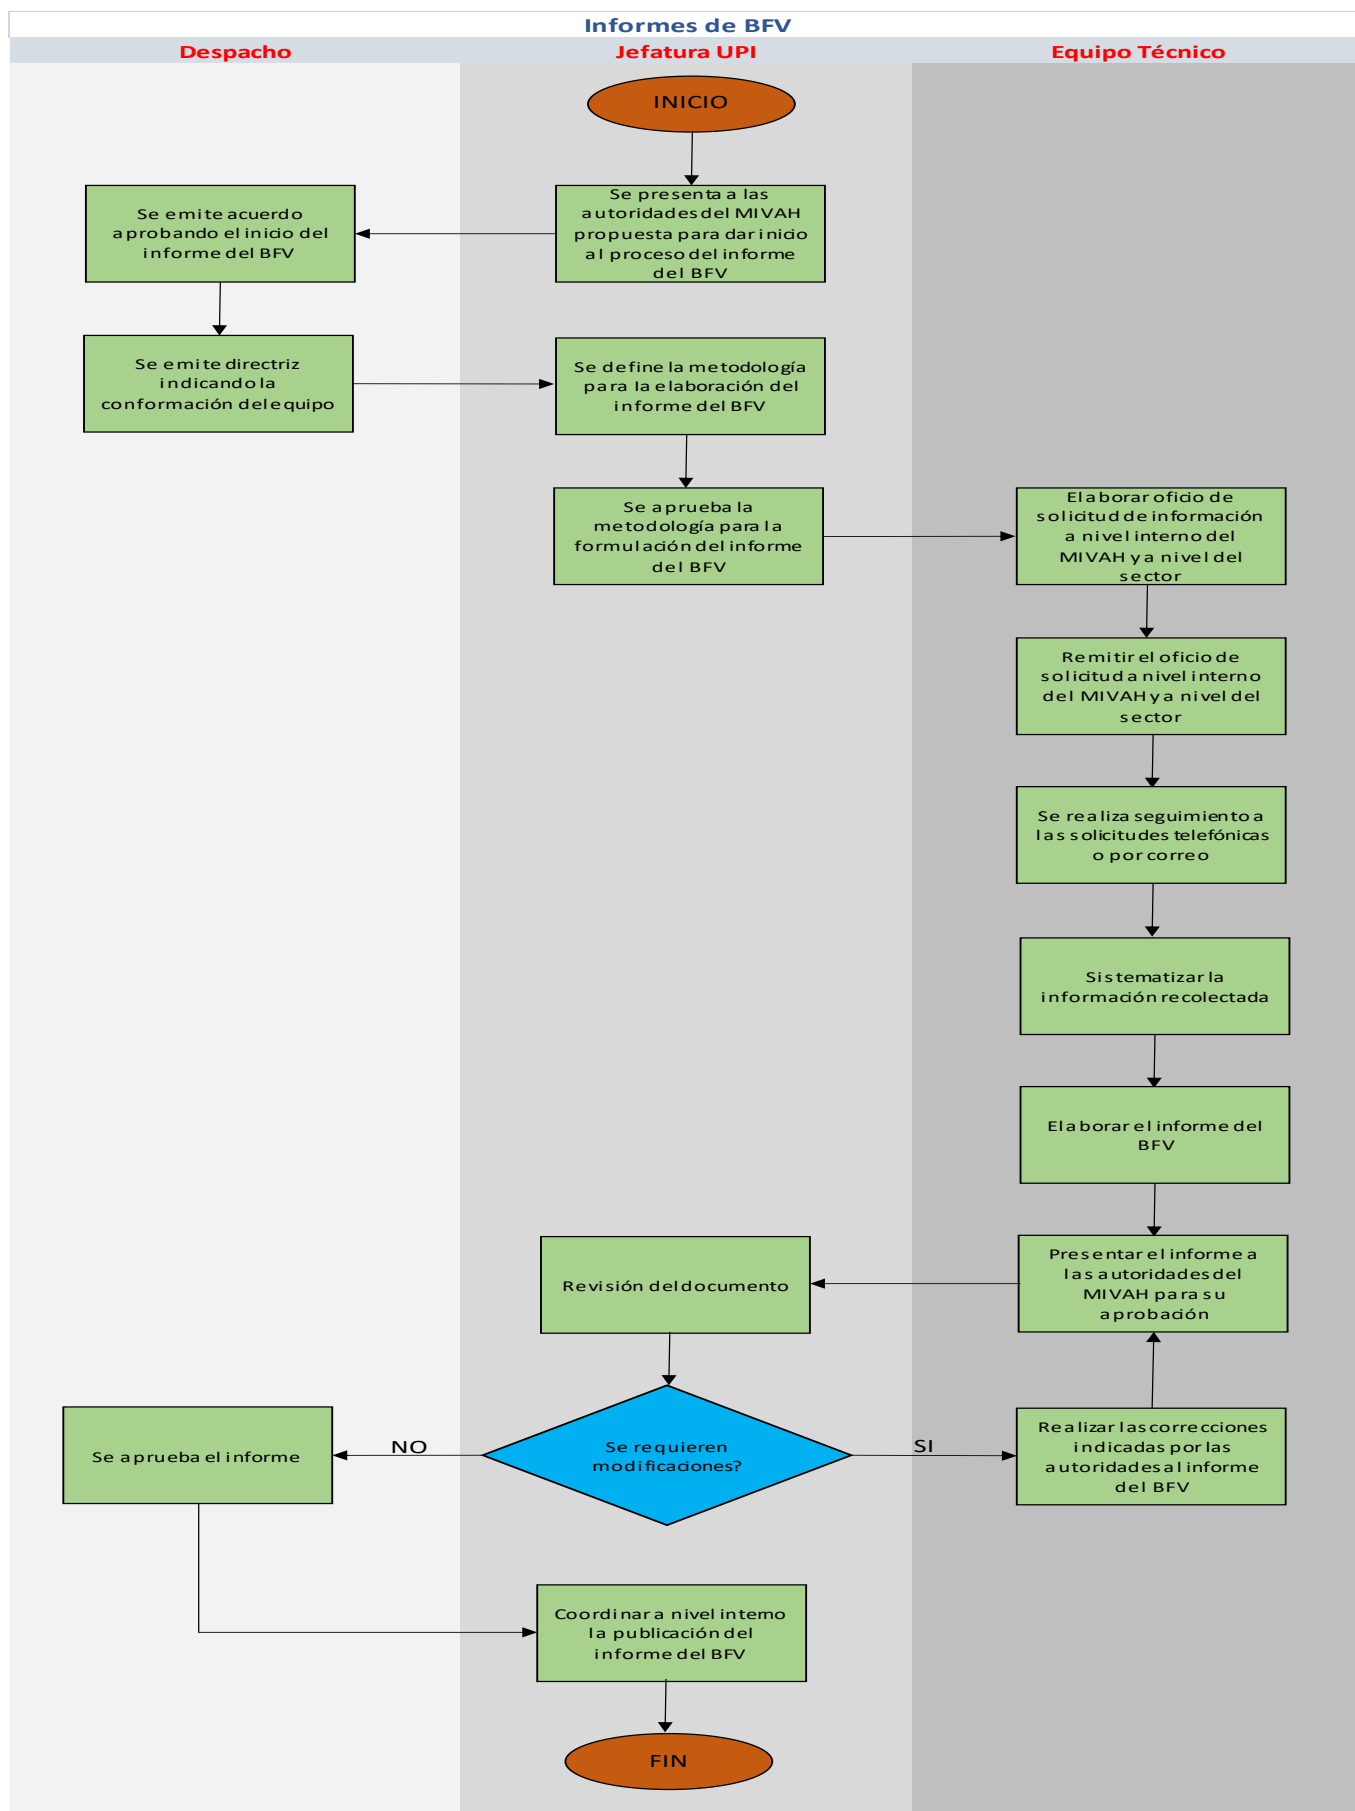 Informes de BFV
Despacho
Jefatura UPI
Equipo Técnico
INICIO
Se presenta a las
autoridades del MIVAH
propuesta para dar inicio
al proceso del informe
del BFV
Se emite acuerdo
aprobando el inicio del
informe del BFV
Se emite directriz
indicando la
conformación del equipo
Se define la metodología
para la elaboración del
informe del BFV
Se aprueba la
metodología para la
formulación del informe
del BFV
Elaborar oficio de
solicitud de información
a nivel interno del
MIVAH y a nivel del
sector
Remitir el oficio de
solicitud a nivel interno
del MIVAH y a nivel del
sector
Se realiza seguimiento a
las solicitudes telefónicas
o por correo
Sistematizar la
información recolectada
Elaborar el informe del
BFV
Presentar el informe a
las autoridades del
MIVAH para su
aprobación
Revisión del documento
Se requieren
modificaciones?
NO
SI
Se aprueba el informe
Realizar las correcciones
indicadas por las
autoridades al informe
del BFV
Coordinar a nivel interno
la publicación del
informe del BFV
FIN